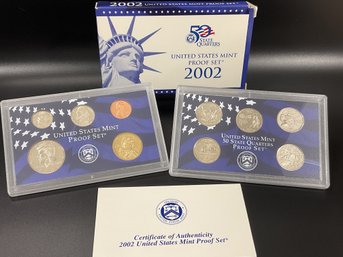 2002
50
STATE
QUARTERS
UNITED STATES MINT
PROOF SET®
2002
UNITED STATES MINT
PROOF SET®
UNITED STATES MINT
50 STATE QUARTERS
PROOF SET®
Certificate of Authenticity
2002 United States Mint Proof Set®